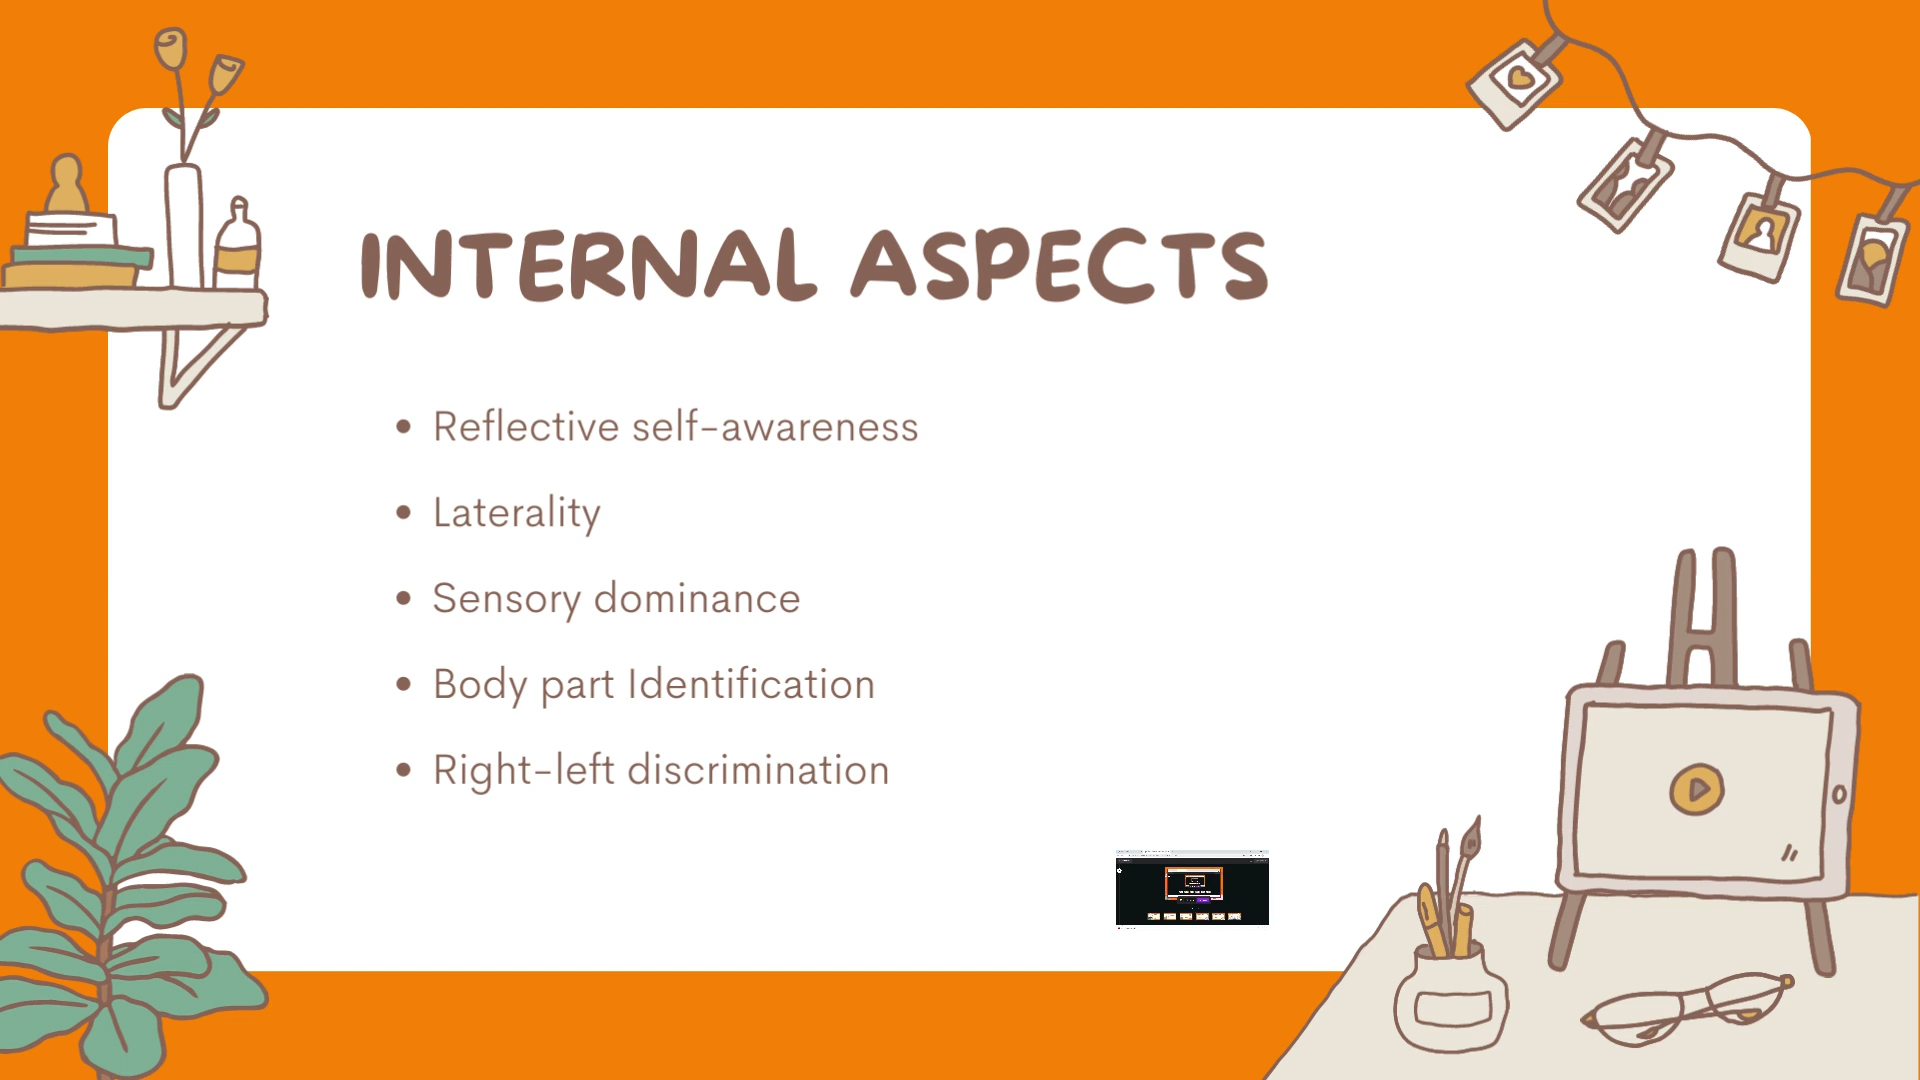 INTERNAL ASPECTS
Reflective self-awareness
Laterality
Sensory dominance
Body part Identification
Right-left discrimination